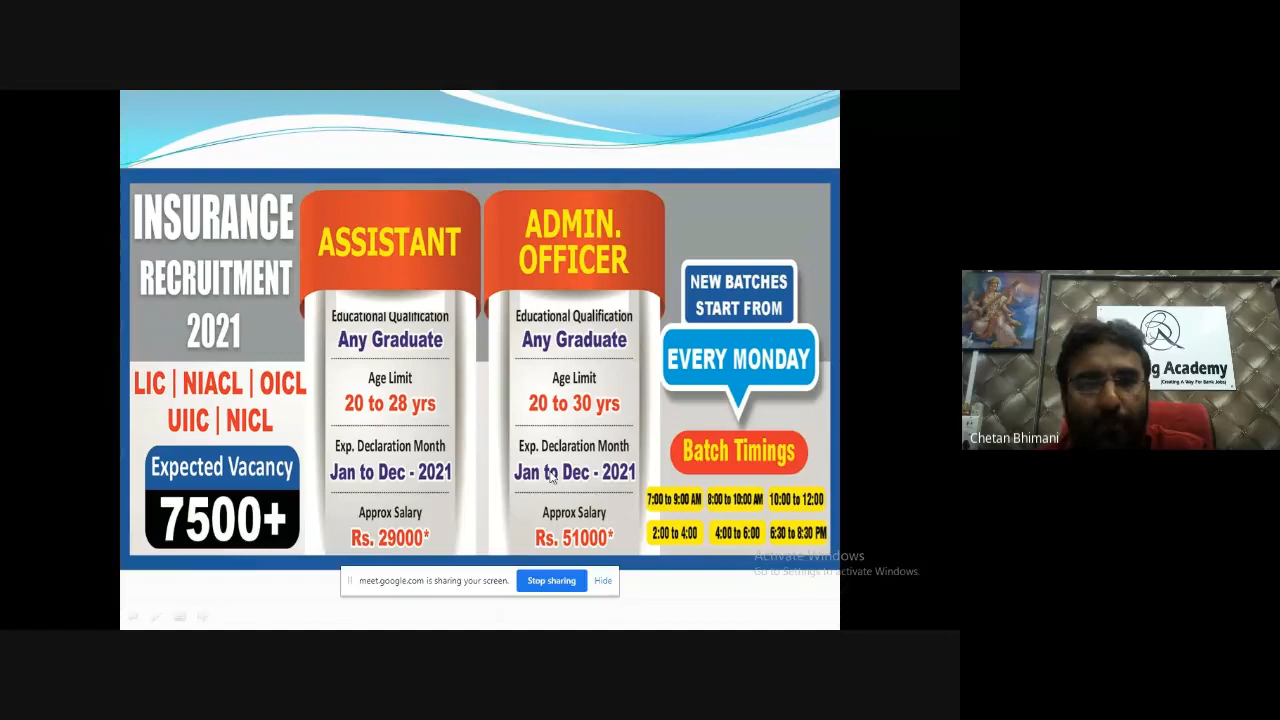 INSURANCE
RECRUITMENT
2021
LIC | NIACL | OICL
UIIC | NICL
Expected Vacancy
7500+
ASSISTANT
Educational Qualification
Any Graduate
Age Limit
20 to 28 yrs
Exp. Declaration Month
Jan to Dec - 2021
Approx Salary
Rs. 29000*
ADMIN.
OFFICER
Educational Qualification
Any Graduate
Age Limit
20 to 30 yrs
Exp. Declaration Month
Jan to Dec - 2021
Approx Salary
Rs. 51000*
NEW BATCHES
START FROM
EVERY MONDAY
Batch Timings
7:00 to 9:00 AM 8:00 to 10:00 AM 10:00 to 12:00
2:00 to 4:00 4:00 to 6:00 6:30 to 8:30 PM
Activate Windows
Go to Settings to activate Windows.
meet.google.com is sharing your screen. Stop sharing Hide
g Academy
(Creating A Way For Bank Jobs)
Chetan Bhimani